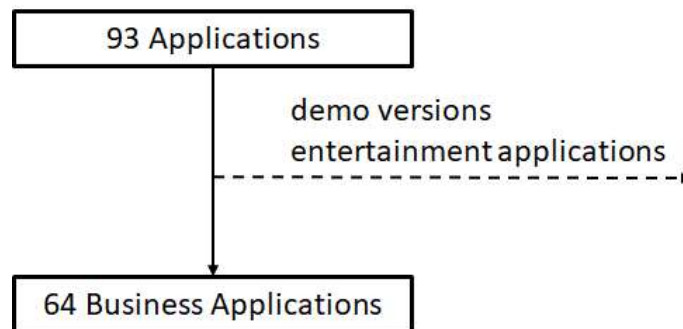 93 Applications
demo versions
entertainment applications
64 Business Applications